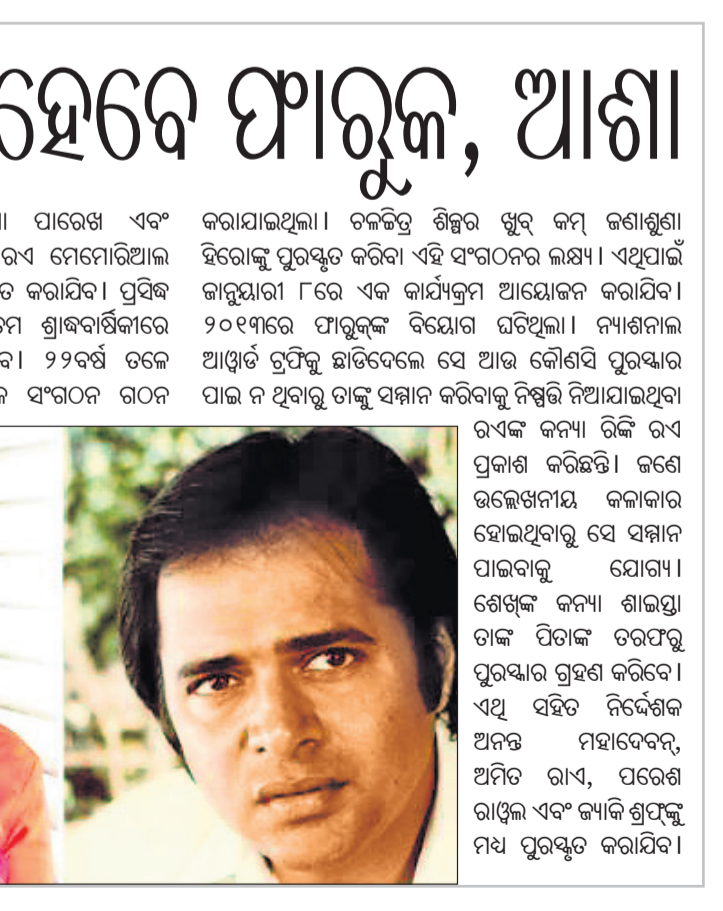 ହେବେ ଫାରୁକ, ଆଶା
ପାରେଖ ଏବଂ
ରଏ ମେମୋରିଆଲ
କରାଯିବ। ପ୍ରସିଦ୍ଧ
ଶ୍ରାଦ୍ଧବାର୍ଷିକୀରେ
୨୨ବର୍ଷ ତଳେ
ସଂଗଠନ ଗଠନ
କରାଯାଇଥିଲା। ଚଳଚ୍ଚିତ୍ର ଶିଳ୍ପର ଖୁବ୍ କମ୍ ଜଣାଶୁଣା
ହିରୋଙ୍କୁ ପୁରସ୍କୃତ କରିବା ଏହି ସଂଗଠନର ଲକ୍ଷ୍ୟ। ଏଥିପାଇଁ
ଜାନୁୟାରୀ ୮ରେ ଏକ କାର୍ଯ୍ୟକ୍ରମ ଆୟୋଜନ କରାଯିବ।
୨୦୧୩ରେ ଫାରୁକ୍‌ଙ୍କ ବିୟୋଗ ଘଟିଥିଲା। ନ୍ୟାଶନାଲ
ଆୱାର୍ଡ ଟ୍ରଫିକୁ ଛାଡିଦେଲେ ସେ ଆଉ କୌଣସି ପୁରସ୍କାର
ପାଇ ନ ଥିବାରୁ ତାଙ୍କୁ ସମ୍ମାନ କରିବାକୁ ନିଷ୍ପତ୍ତି ନିଆଯାଇଥିବା
ରଏଙ୍କ କନ୍ୟା ରିଙ୍କି ରଏ
ପ୍ରକାଶ କରିଛନ୍ତି। ଜଣେ
ଉଲ୍ଲେଖନୀୟ କଳାକାର
ହୋଇଥିବାରୁ ସେ ସମ୍ମାନ
ପାଇବାକୁ ଯୋଗ୍ୟ।
ଶେଖ୍‌ଙ୍କ କନ୍ୟା ଶାଇସ୍ତା
ତାଙ୍କ ପିତାଙ୍କ ତରଫରୁ
ପୁରସ୍କାର ଗ୍ରହଣ କରିବେ।
ଏଥି ସହିତ ନିର୍ଦ୍ଦେଶକ
ଅନନ୍ତ ମହାଦେବନ୍,
ଅମିତ ରାଏ, ପରେଶ
ରାୱଲ ଏବଂ ଜ୍ୟାକି ଶ୍ରଫ୍‌ଙ୍କୁ
ମଧ୍ୟ ପୁରସ୍କୃତ କରାଯିବ।